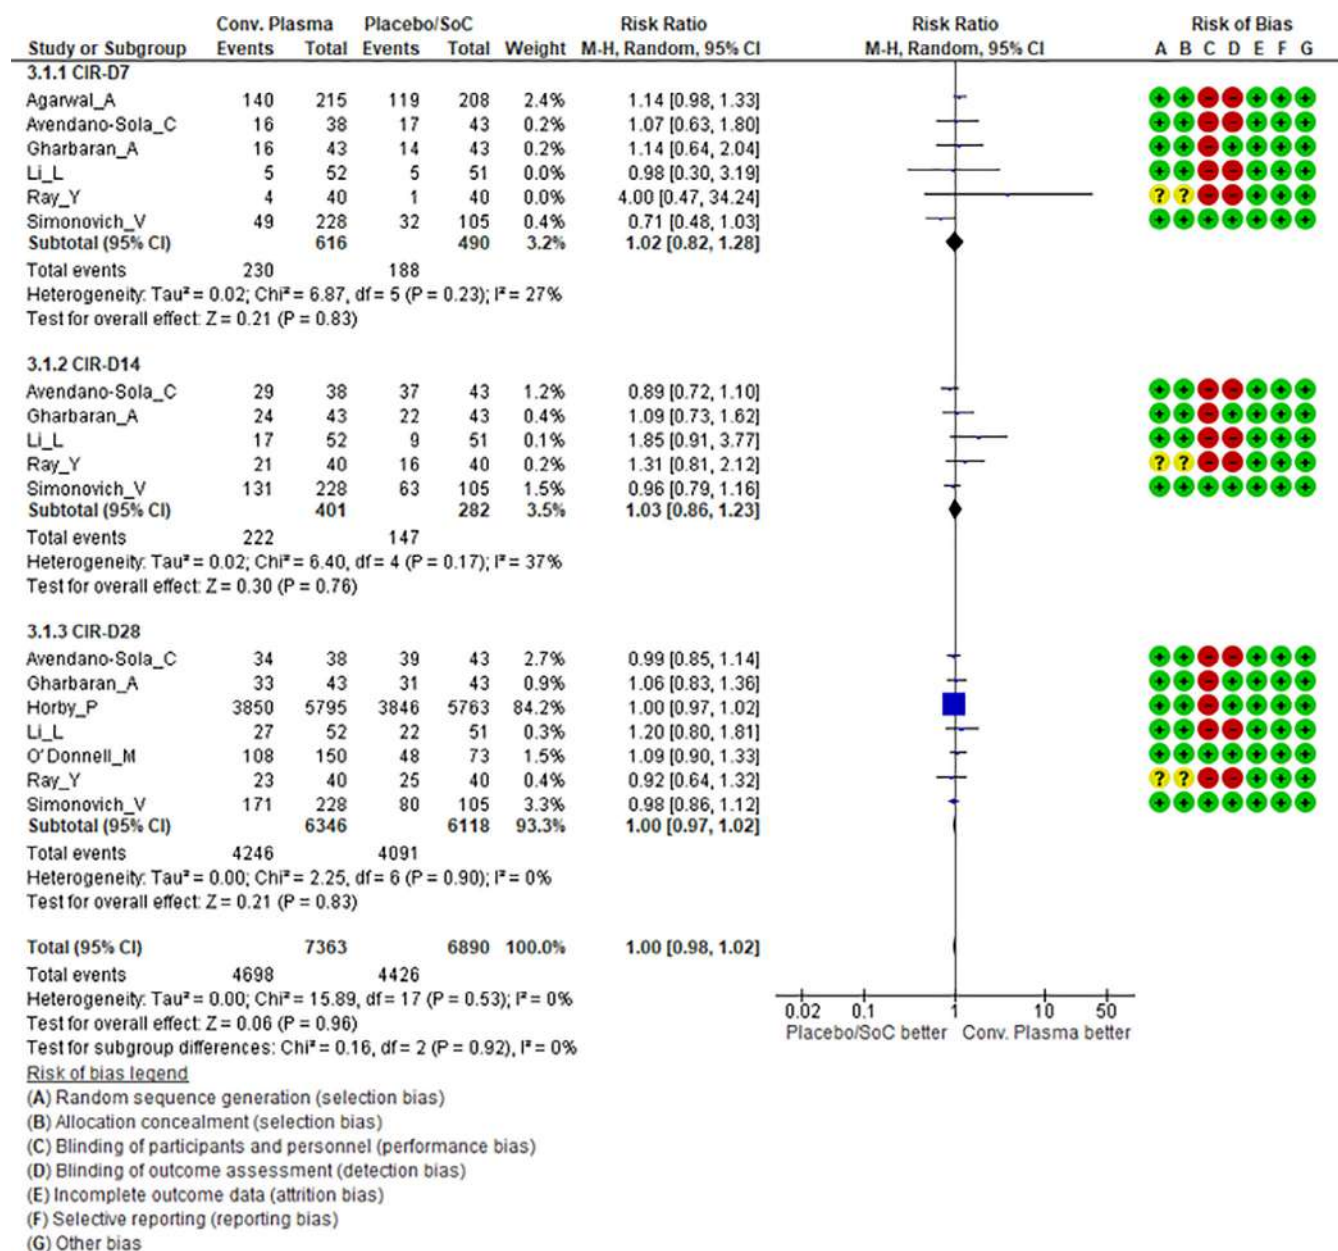 Conv. Plasma Placebo/SoC Risk Ratio Risk Ratio Risk of Bias
Study or Subgroup Events Total Events Total Weight M-H, Random, 95% CI M-H, Random, 95% CI A B C D E F G
3.1.1 CIR-D7
Agarwal_A 140 215 119 208 2.4% 1.14 [0.98, 1.33] + + - - + + +
Avendano-Sola_C 16 38 17 43 0.2% 1.07 [0.63, 1.80] + + - - + + +
Gharbaran_A 16 43 14 43 0.2% 1.14 [0.64, 2.04] + + - + + + +
Li_L 5 52 5 51 0.0% 0.98 [0.30, 3.19] + + - - + + +
Ray_Y 4 40 1 40 0.0% 4.00 [0.47, 34.24] ? ? - - + + +
Simonovich_V 49 228 32 105 0.4% 0.71 [0.48, 1.03] + + + + + + +
Subtotal (95% CI) 616 490 3.2% 1.02 [0.82, 1.28]
Total events 230 188
Heterogeneity: Tau² = 0.02; Chi² = 6.87, df = 5 (P = 0.23); I² = 27%
Test for overall effect: Z = 0.21 (P = 0.83)
3.1.2 CIR-D14
Avendano-Sola_C 29 38 37 43 1.2% 0.89 [0.72, 1.10] + + - - + + +
Gharbaran_A 24 43 22 43 0.4% 1.09 [0.73, 1.62] + + - + + + +
Li_L 17 52 9 51 0.1% 1.85 [0.91, 3.77] + + - - + + +
Ray_Y 21 40 16 40 0.2% 1.31 [0.81, 2.12] ? ? - - + + +
Simonovich_V 131 228 63 105 1.5% 0.96 [0.79, 1.16] + + + + + + +
Subtotal (95% CI) 401 282 3.5% 1.03 [0.86, 1.23]
Total events 222 147
Heterogeneity: Tau² = 0.02; Chi² = 6.40, df = 4 (P = 0.17); I² = 37%
Test for overall effect: Z = 0.30 (P = 0.76)
3.1.3 CIR-D28
Avendano-Sola_C 34 38 39 43 2.7% 0.99 [0.85, 1.14] + + - - + + +
Gharbaran_A 33 43 31 43 0.9% 1.06 [0.83, 1.36] + + - + + + +
Horby_P 3850 5795 3846 5763 84.2% 1.00 [0.97, 1.02] + + - + + + +
Li_L 27 52 22 51 0.3% 1.20 [0.80, 1.81] + + - - + + +
O'Donnell_M 108 150 48 73 1.5% 1.09 [0.90, 1.33] + + + + + + +
Ray_Y 23 40 25 40 0.4% 0.92 [0.64, 1.32] ? ? - - + + +
Simonovich_V 171 228 80 105 3.3% 0.98 [0.86, 1.12] + + + + + + +
Subtotal (95% CI) 6346 6118 93.3% 1.00 [0.97, 1.02]
Total events 4246 4091
Heterogeneity: Tau² = 0.00; Chi² = 2.25, df = 6 (P = 0.90); I² = 0%
Test for overall effect: Z = 0.21 (P = 0.83)
Total (95% CI) 7363 6890 100.0% 1.00 [0.98, 1.02]
Total events 4698 4426
Heterogeneity: Tau² = 0.00; Chi² = 15.89, df = 17 (P = 0.53); I² = 0%
Test for overall effect: Z = 0.06 (P = 0.96)
Test for subgroup differences: Chi² = 0.16, df = 2 (P = 0.92), I² = 0%
0.02 0.1 1 10 50
Placebo/SoC better Conv. Plasma better
Risk of bias legend
(A) Random sequence generation (selection bias)
(B) Allocation concealment (selection bias)
(C) Blinding of participants and personnel (performance bias)
(D) Blinding of outcome assessment (detection bias)
(E) Incomplete outcome data (attrition bias)
(F) Selective reporting (reporting bias)
(G) Other bias